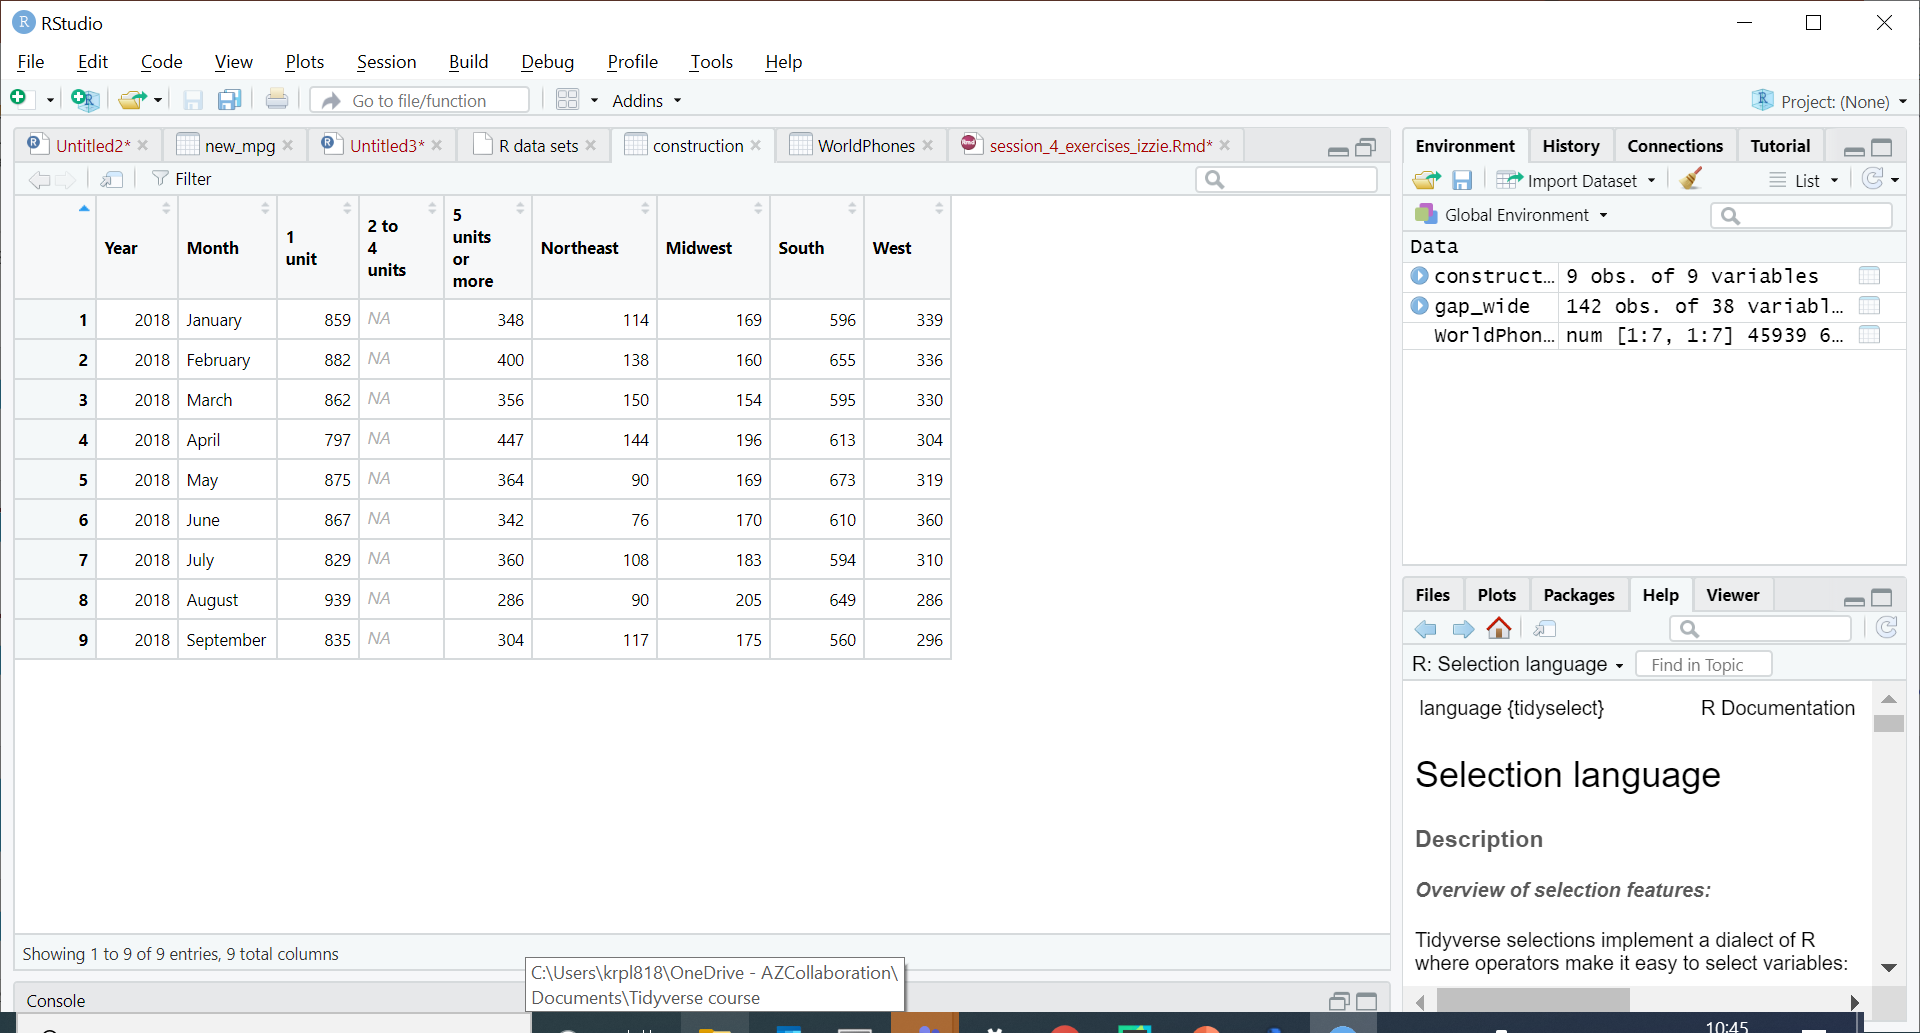 RStudio
File Edit Code View Plots Session Build Debug Profile Tools Help
Go to file/function Addins Project: (None)
Untitled2* new_mpg Untitled3* R data sets construction WorldPhones session_4_exercises_izzie.Rmd*
Filter
Year Month 1 unit 2 to 4 units 5 units or more Northeast Midwest South West
1 2018 January 859 NA 348 114 169 596 339
2 2018 February 882 NA 400 138 160 655 336
3 2018 March 862 NA 356 150 154 595 330
4 2018 April 797 NA 447 144 196 613 304
5 2018 May 875 NA 364 90 169 673 319
6 2018 June 867 NA 342 76 170 610 360
7 2018 July 829 NA 360 108 183 594 310
8 2018 August 939 NA 286 90 205 649 286
9 2018 September 835 NA 304 117 175 560 296
Showing 1 to 9 of 9 entries, 9 total columns
C:\Users\krpl818\OneDrive - AZCollaboration\
Documents\Tidyverse course
Console
Environment History Connections Tutorial
Import Dataset List
Global Environment
Data
construct… 9 obs. of 9 variables
gap_wide 142 obs. of 38 variabl…
WorldPhon… num [1:7, 1:7] 45939 6…
Files Plots Packages Help Viewer
R: Selection language Find in Topic
language {tidyselect} R Documentation
Selection language
Description
Overview of selection features:
Tidyverse selections implement a dialect of R
where operators make it easy to select variables:
10:45